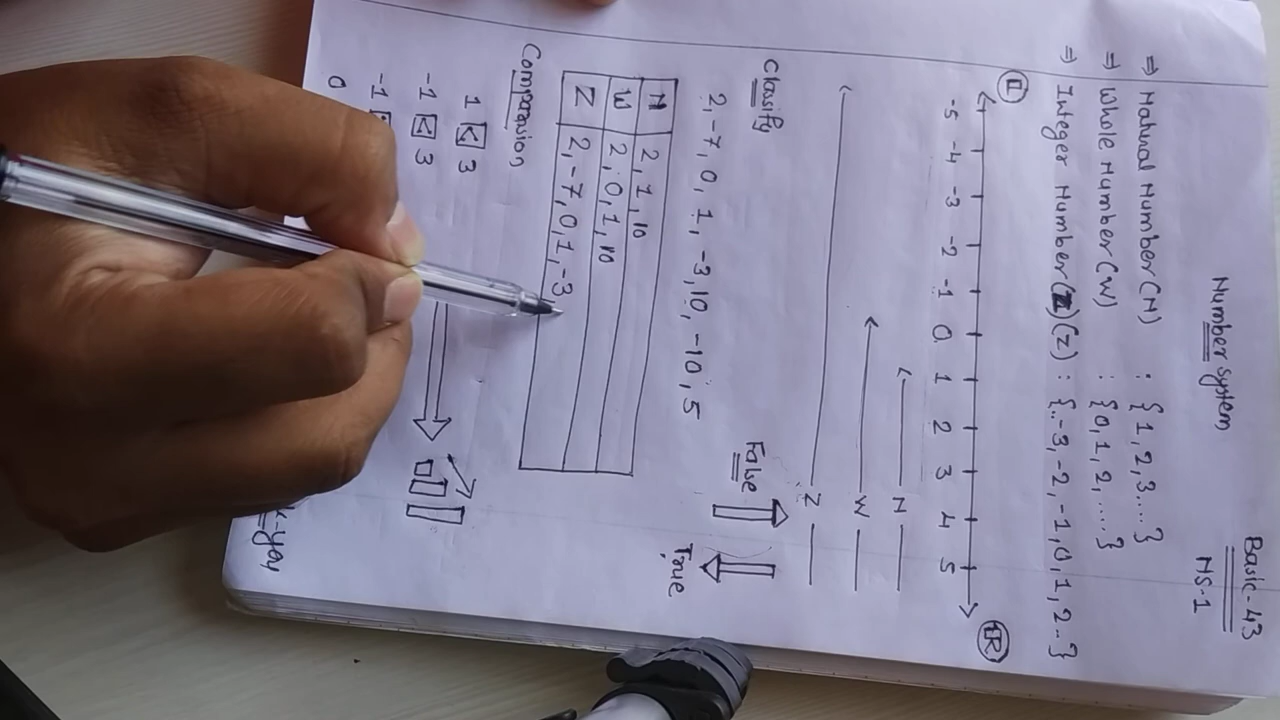 Basic-43
NS-1
Number system
⇒ Natural Number(N) : {1, 2, 3....}
⇒ Whole Number(W) : {0, 1, 2, .....}
⇒ Integer Number(Z)(Z) : {..-3, -2, -1, 0, 1, 2..}
L R
-5 -4 -3 -2 -1 0 1 2 3 4 5
N
W
Z
Classify False True
2, -7, 0, 1, -3, 10, -10, 5
N 2, 1, 10
W 2, 0, 1, 10
Z 2, -7, 0, 1, -3
Comparision
1 < 3
-1 < 3
-1
0